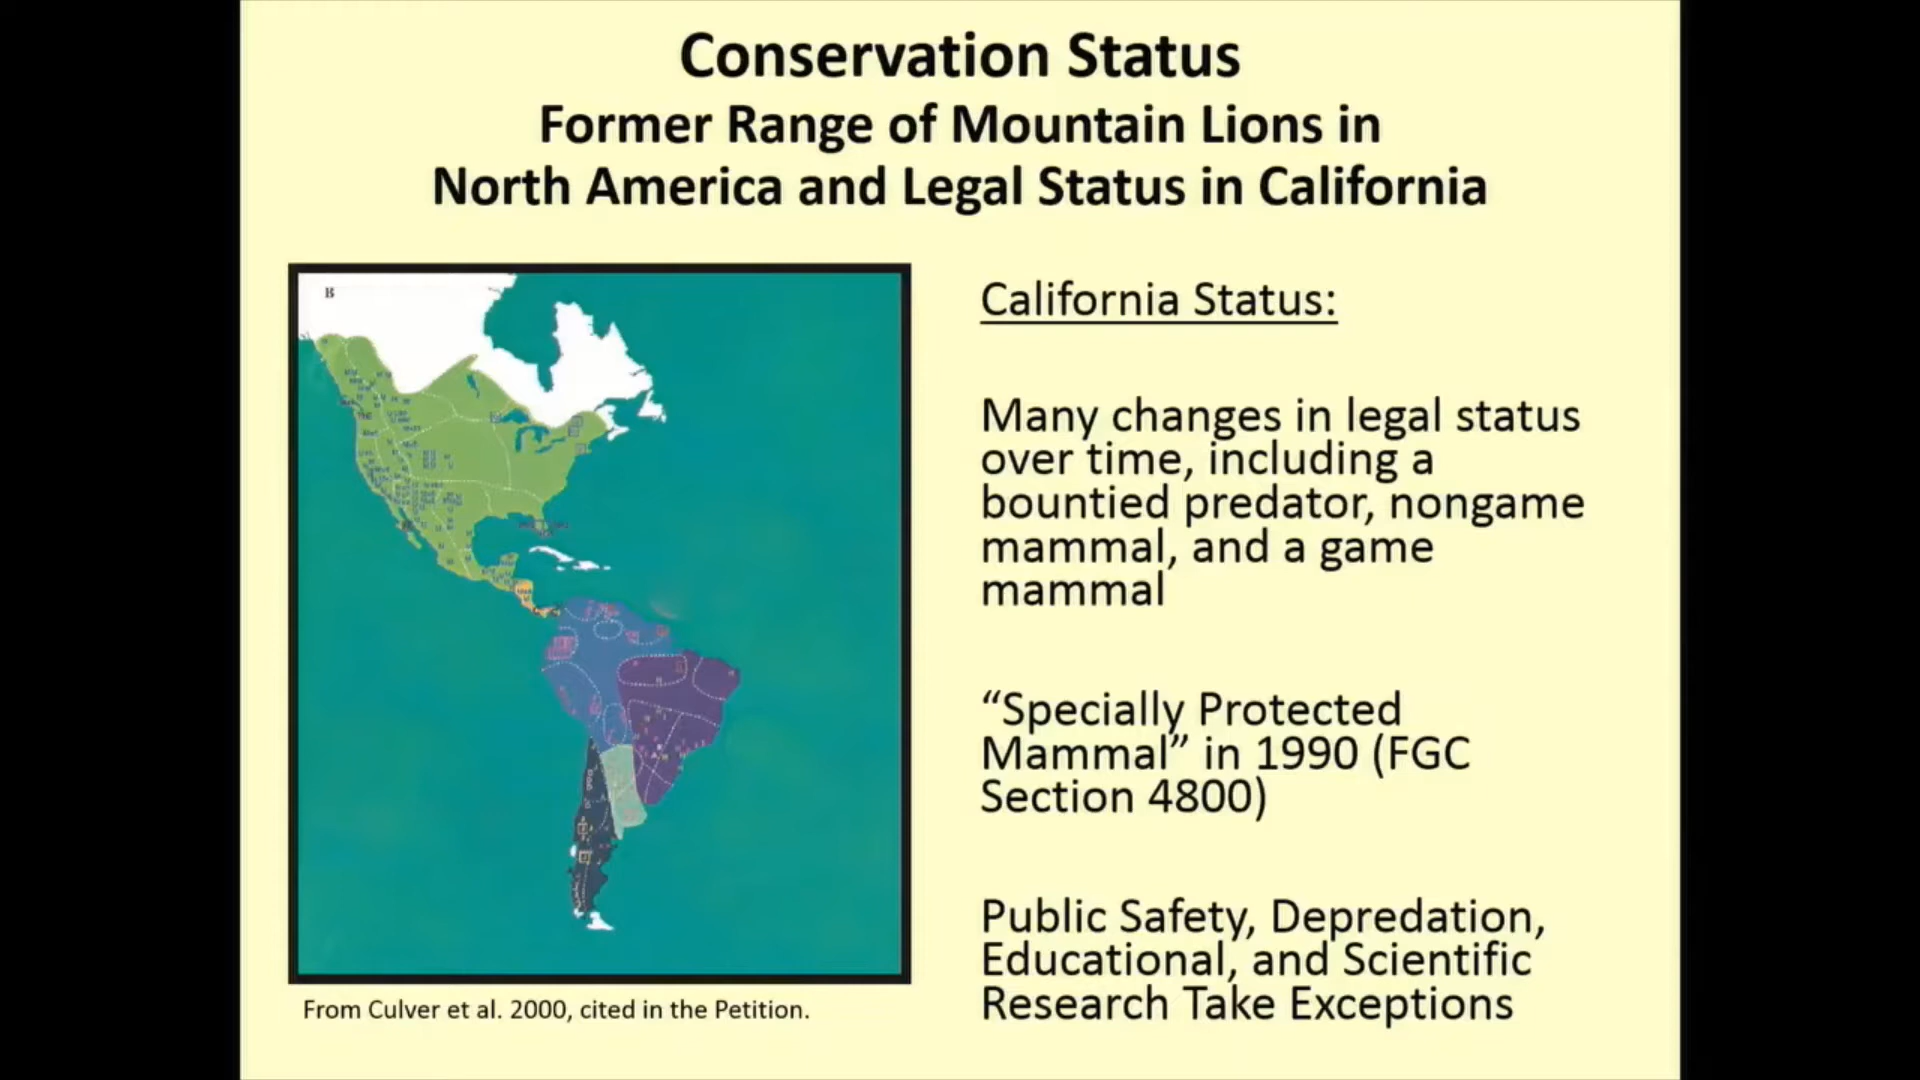 Conservation Status
Former Range of Mountain Lions in
North America and Legal Status in California
B
California Status:
Many changes in legal status
over time, including a
bountied predator, nongame
mammal, and a game
mammal
“Specially Protected
Mammal” in 1990 (FGC
Section 4800)
Public Safety, Depredation,
Educational, and Scientific
Research Take Exceptions
From Culver et al. 2000, cited in the Petition.